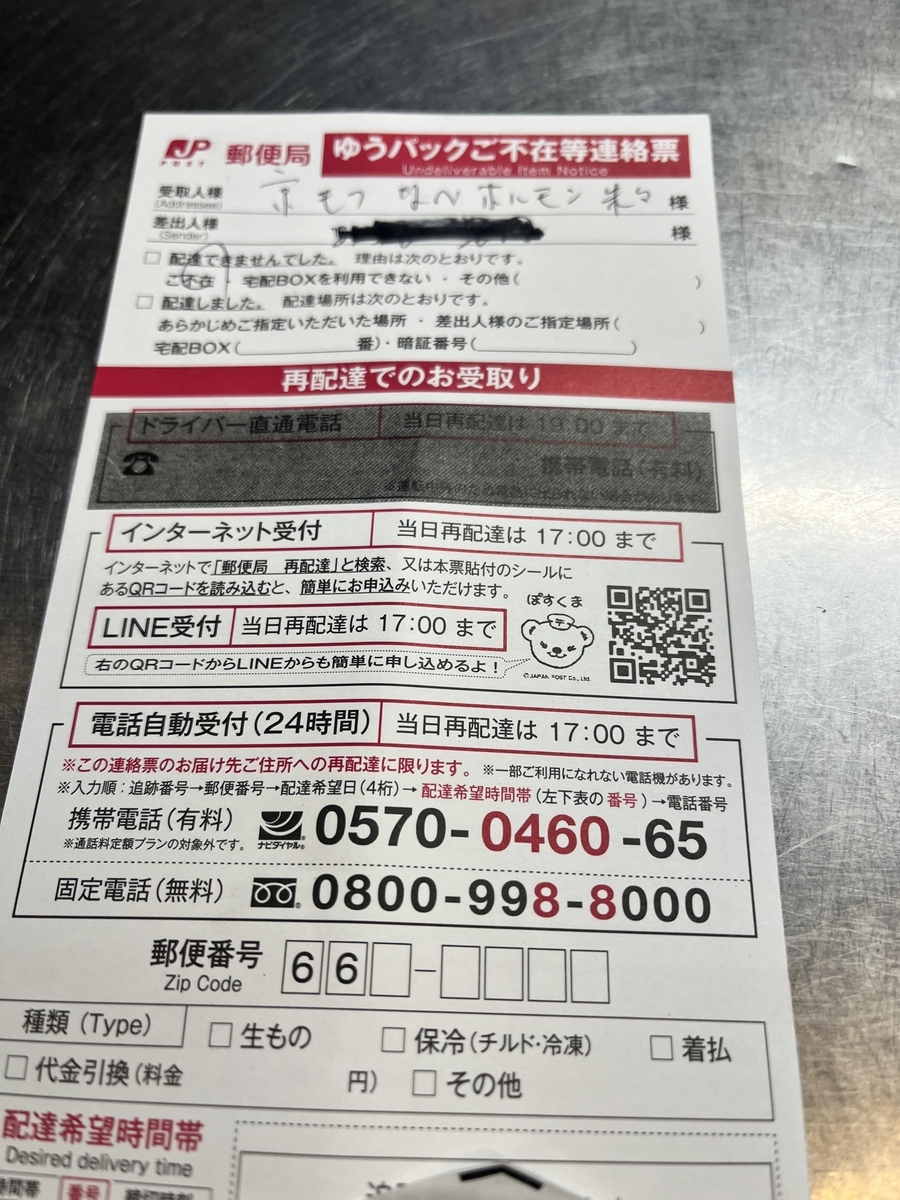 JP POST 郵便局 ゆうパックご不在等連絡票
Undeliverable Item Notice
受取人様 京もつなべホルモン 朱々 様
(Addressee)
差出人様 様
(Sender)
□ 配達できませんでした。 理由は次のとおりです。
ご不在 ・ 宅配BOXを利用できない ・ その他( )
□ 配達しました。 配達場所は次のとおりです。
あらかじめご指定いただいた場所 ・ 差出人様のご指定場所( )
宅配BOX( 番)・暗証番号( )
再配達でのお受取り
ドライバー直通電話 当日再配達は 19:00 まで
携帯電話(有料)
インターネット受付 当日再配達は 17:00 まで
インターネットで「郵便局 再配達」と検索、又は本票貼付のシールに
あるQRコードを読み込むと、簡単にお申込みいただけます。
ぽすくま
LINE受付 当日再配達は 17:00 まで
右のQRコードからLINEからも簡単に申し込めるよ!
©JAPAN POST Co., Ltd.
電話自動受付(24時間) 当日再配達は 17:00 まで
※この連絡票のお届け先ご住所への再配達に限ります。 ※一部ご利用になれない電話機があります。
※入力順:追跡番号→郵便番号→配達希望日(4桁)→ 配達希望時間帯(左下表の 番号)→電話番号
携帯電話(有料) ナビダイヤル® 0570-0460-65
※通話料定額プランの対象外です。
固定電話(無料) 0800-998-8000
郵便番号 66 -
Zip Code
種類 (Type) □ 生もの □ 保冷(チルド・冷凍) □ 着払
□ 代金引換(料金 円) □ その他
配達希望時間帯
Desired delivery time
時間帯 番号 締切時刻